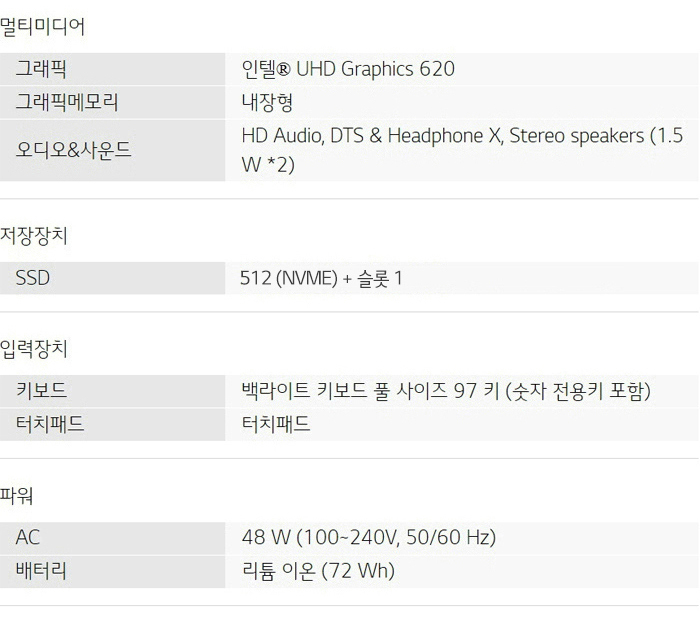 멀티미디어
그래픽
인텔® UHD Graphics 620
그래픽메모리
내장형
오디오&사운드
HD Audio, DTS & Headphone X, Stereo speakers (1.5
W *2)
저장장치
SSD
512 (NVME) + 슬롯 1
입력장치
키보드
백라이트 키보드 풀 사이즈 97 키 (숫자 전용키 포함)
터치패드
터치패드
파워
AC
48 W (100~240V, 50/60 Hz)
배터리
리튬 이온 (72 Wh)